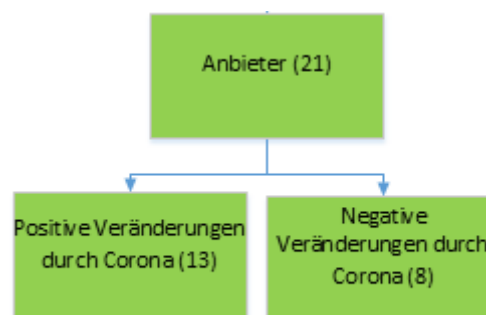 Anbieter (21)
Positive Veränderungen
durch Corona (13)
Negative
Veränderungen durch
Corona (8)